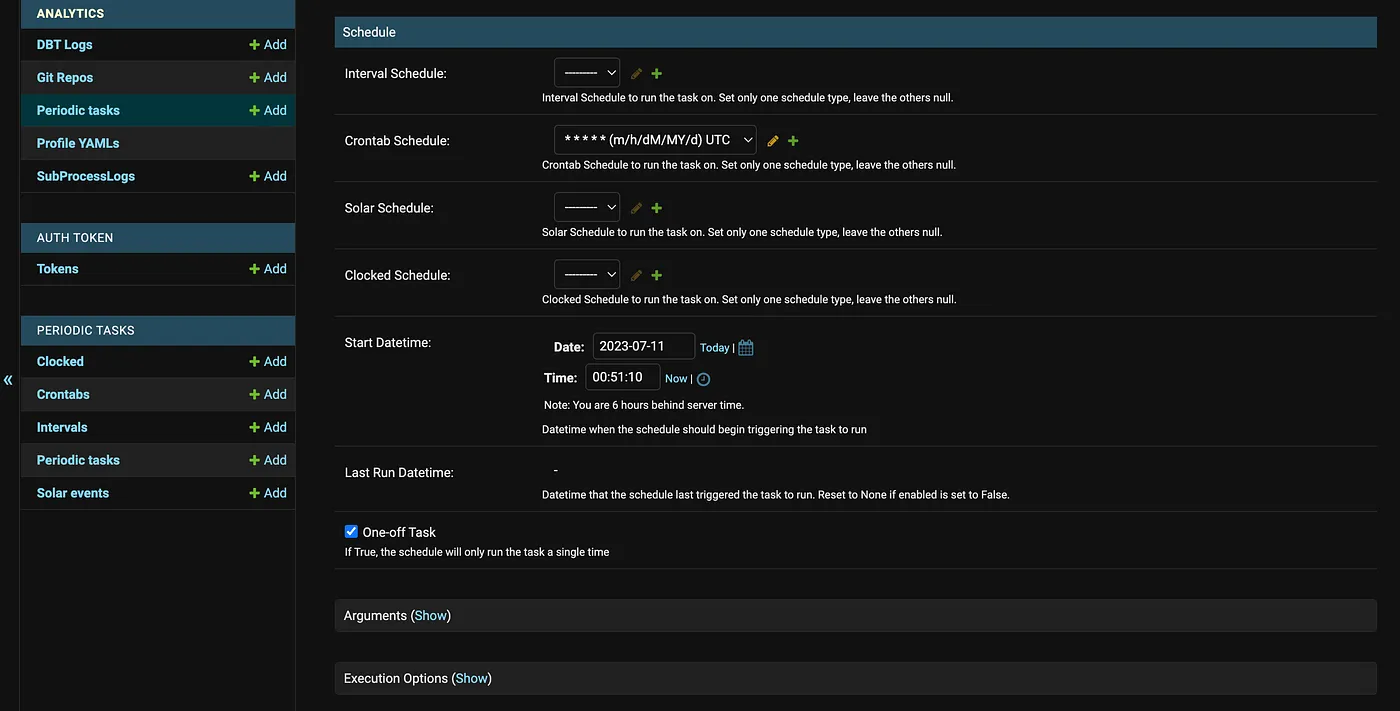 ANALYTICS
DBT Logs + Add
Git Repos + Add
Periodic tasks + Add
Profile YAMLs
SubProcessLogs + Add
AUTH TOKEN
Tokens + Add
PERIODIC TASKS
Clocked + Add
Crontabs + Add
Intervals + Add
Periodic tasks + Add
Solar events + Add
«
Schedule
Interval Schedule: ---------
Interval Schedule to run the task on. Set only one schedule type, leave the others null.
Crontab Schedule: * * * * * (m/h/dM/MY/d) UTC
Crontab Schedule to run the task on. Set only one schedule type, leave the others null.
Solar Schedule: ---------
Solar Schedule to run the task on. Set only one schedule type, leave the others null.
Clocked Schedule: ---------
Clocked Schedule to run the task on. Set only one schedule type, leave the others null.
Start Datetime: Date: 2023-07-11 Today |
Time: 00:51:10 Now |
Note: You are 6 hours behind server time.
Datetime when the schedule should begin triggering the task to run
Last Run Datetime: -
Datetime that the schedule last triggered the task to run. Reset to None if enabled is set to False.
One-off Task
If True, the schedule will only run the task a single time
Arguments (Show)
Execution Options (Show)